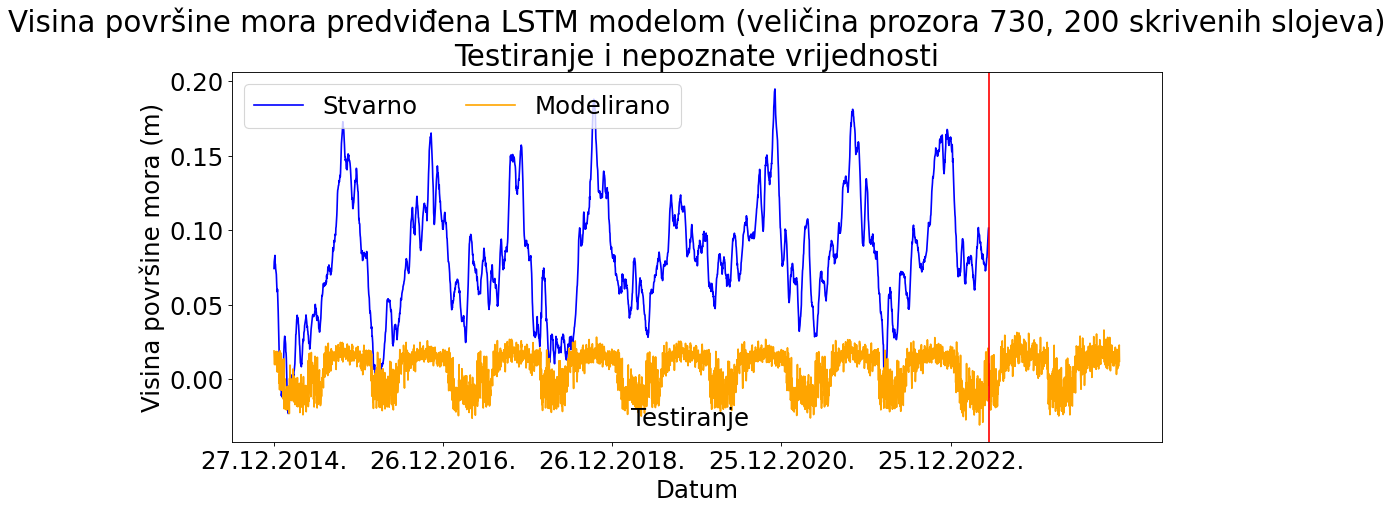 Visina površine mora predviđena LSTM modelom (veličina prozora 730, 200 skrivenih slojeva)
Testiranje i nepoznate vrijednosti
Stvarno Modelirano
Visina površine mora (m)
0.20
0.15
0.10
0.05
0.00
Testiranje
27.12.2014. 26.12.2016. 26.12.2018. 25.12.2020. 25.12.2022.
Datum